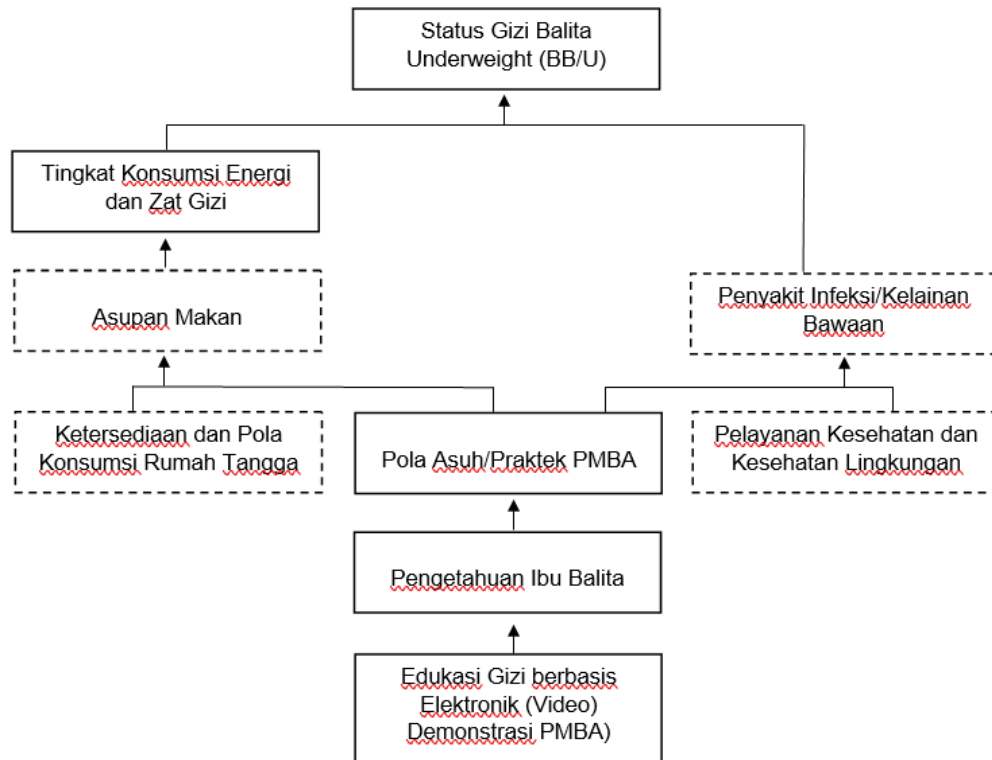 Status Gizi Balita
Underweight (BB/U)
Tingkat Konsumsi Energi
dan Zat Gizi
Asupan Makan
Penyakit Infeksi/Kelainan
Bawaan
Ketersediaan dan Pola
Konsumsi Rumah Tangga
Pola Asuh/Praktek PMBA
Pelayanan Kesehatan dan
Kesehatan Lingkungan
Pengetahuan Ibu Balita
Edukasi Gizi berbasis
Elektronik (Video)
Demonstrasi PMBA)